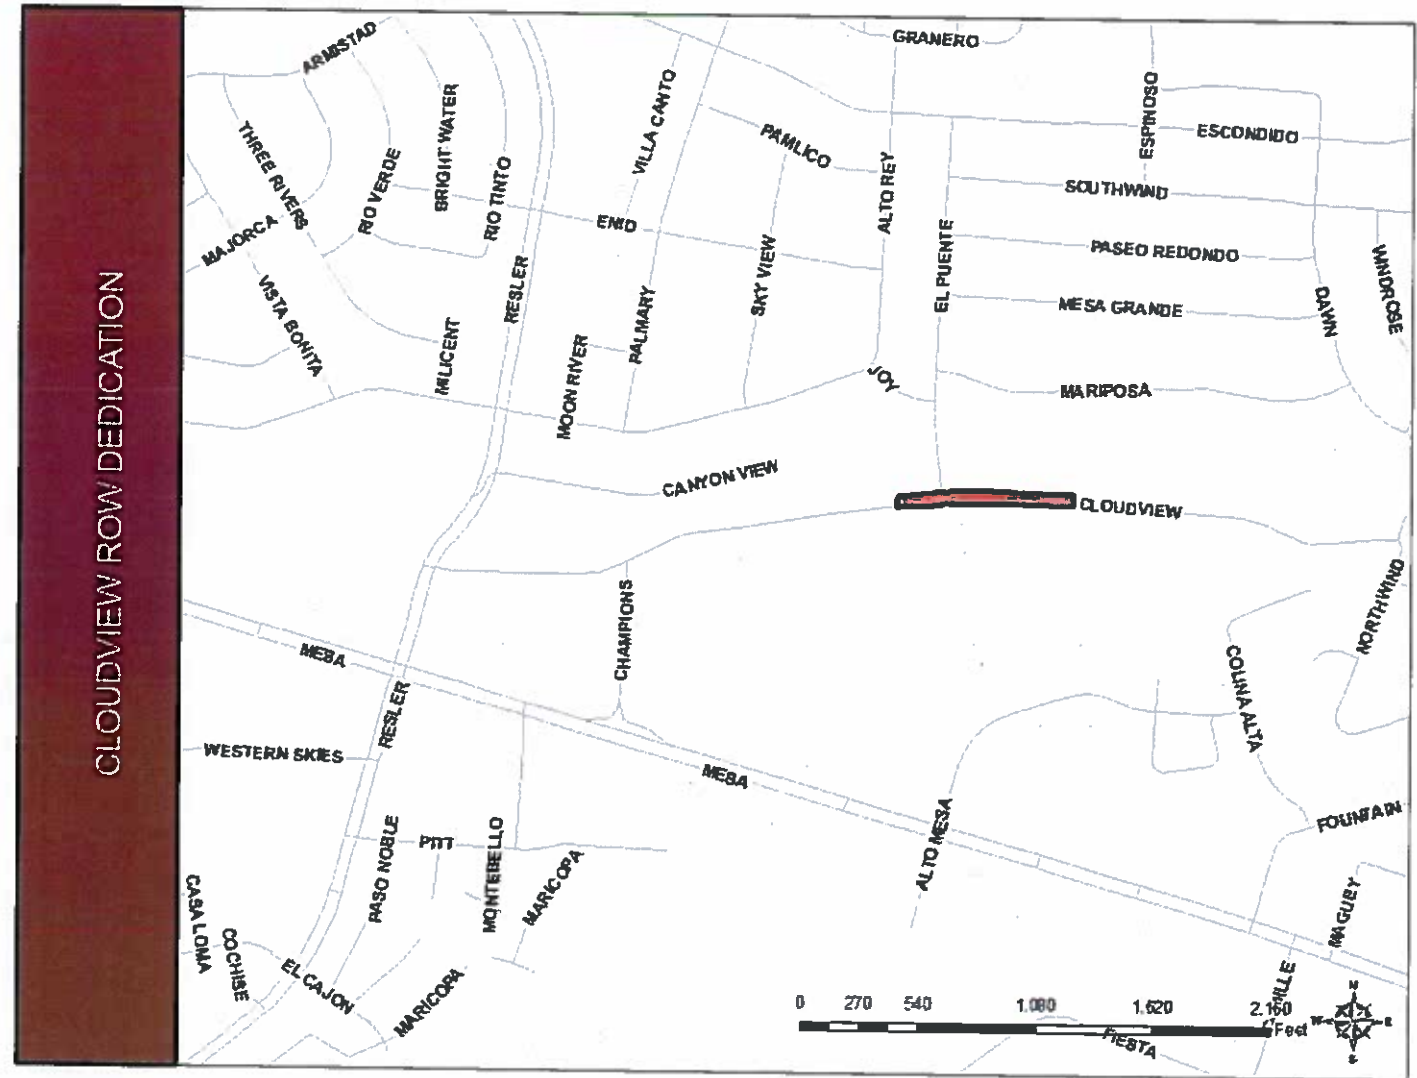 CLOUDVIEW ROW DEDICATION
GRANERO
ARMISTAD
ESPINOSO
VILLA CANTO
BRIGHT WATER
THREE RIVERS
PAMLICO
ESCONDIDO
RIO VERDE
RIO TINTO
ALTO REY
SOUTHWIND
MAJORCA
ENID
SKY VIEW
EL PUENTE
PASEO REDONDO
WINDROSE
VISTA BONITA
RESLER
PALMARY
MESA GRANDE
DAWN
MILICENT
MOON RIVER
JOY
MARIPOSA
CANYON VIEW
CLOUDVIEW
CHAMPIONS
NORTHWIND
MESA
COLINA ALTA
RESLER
WESTERN SKIES
MESA
ALTO MESA
FOUNTAIN
PASO NOBLE
PITT
MONTEBELLO
MARICOPA
MAGUEY
CASA LOMA
COCHISE
EL CAJON
MARICOPA
HILLE
0 270 540 1.080 1.620 2.160
Feet
N
W E
S
FIESTA